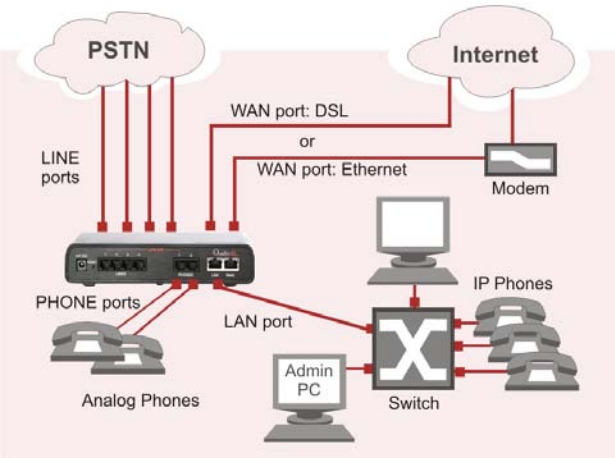 PSTN
Internet
WAN port: DSL
or
WAN port: Ethernet
LINE
ports
Modem
PHONE ports
LAN port
IP Phones
Analog Phones
Admin
PC
Switch